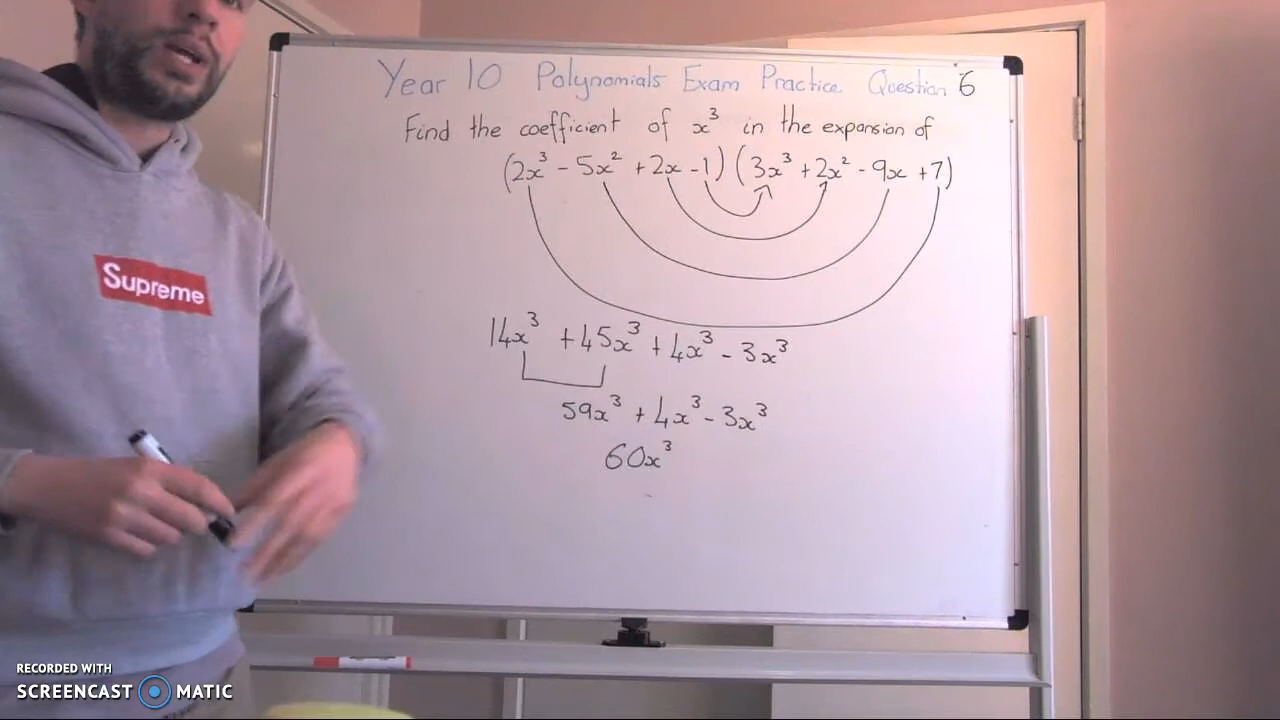 Year 10 Polynomials Exam Practice Question 6
Find the coefficient of x³ in the expansion of
(2x³ - 5x² + 2x - 1) (3x³ + 2x² - 9x + 7)
14x³ + 45x³ + 4x³ - 3x³
59x³ + 4x³ - 3x³
60x³
Supreme
RECORDED WITH
SCREENCAST MATIC